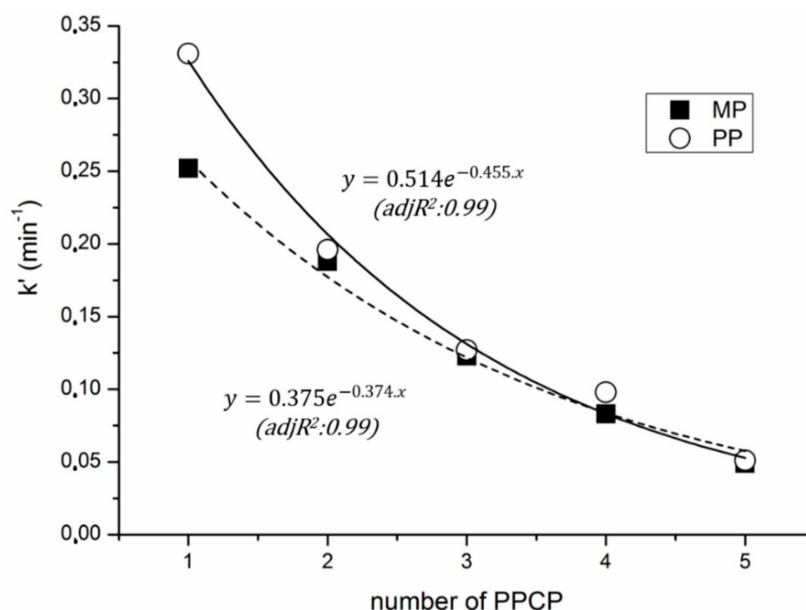 0,35
0,30
0,25
0,20
0,15
0,10
0,05
0,00
k' (min⁻¹)
MP
PP
y = 0.514e^{-0.455.x}
(adjR²:0.99)
y = 0.375e^{-0.374.x}
(adjR²:0.99)
1 2 3 4 5
number of PPCP